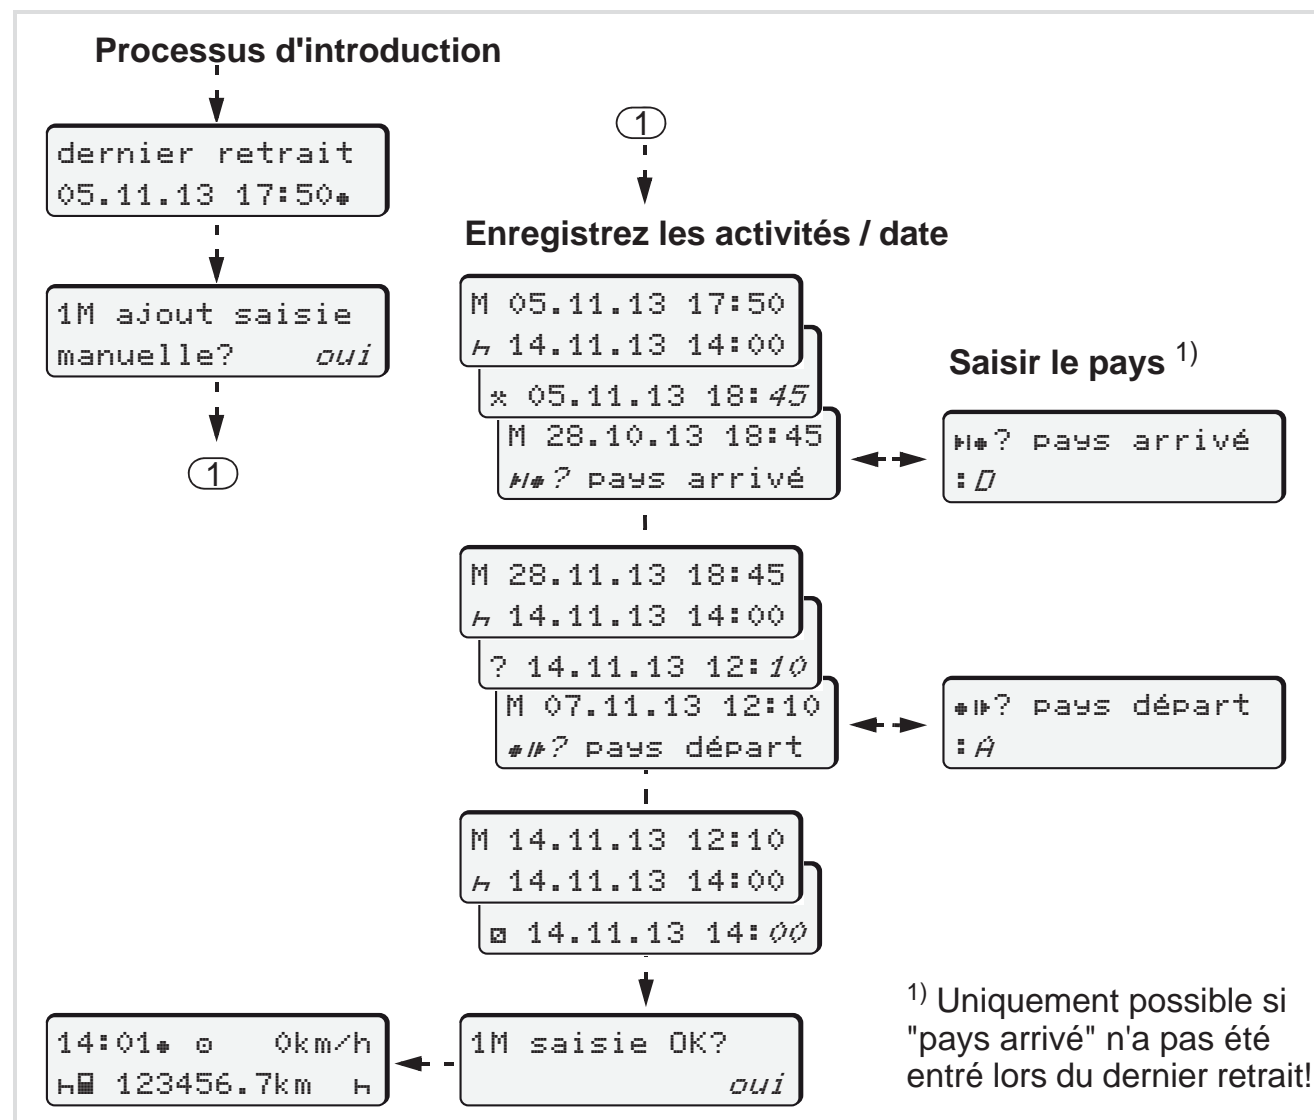 Processus d'introduction
dernier retrait
05.11.13 17:50
1M ajout saisie
manuelle? oui
1
1
Enregistrez les activités / date
M 05.11.13 17:50
14.11.13 14:00
05.11.13 18:45
M 28.10.13 18:45
? pays arrivé
Saisir le pays 1)
? pays arrivé
:D
M 28.11.13 18:45
14.11.13 14:00
? 14.11.13 12:10
M 07.11.13 12:10
? pays départ
? pays départ
:A
M 14.11.13 12:10
14.11.13 14:00
14.11.13 14:00
1M saisie OK?
oui
14:01 0km/h
123456.7km
1) Uniquement possible si
"pays arrivé" n'a pas été
entré lors du dernier retrait!